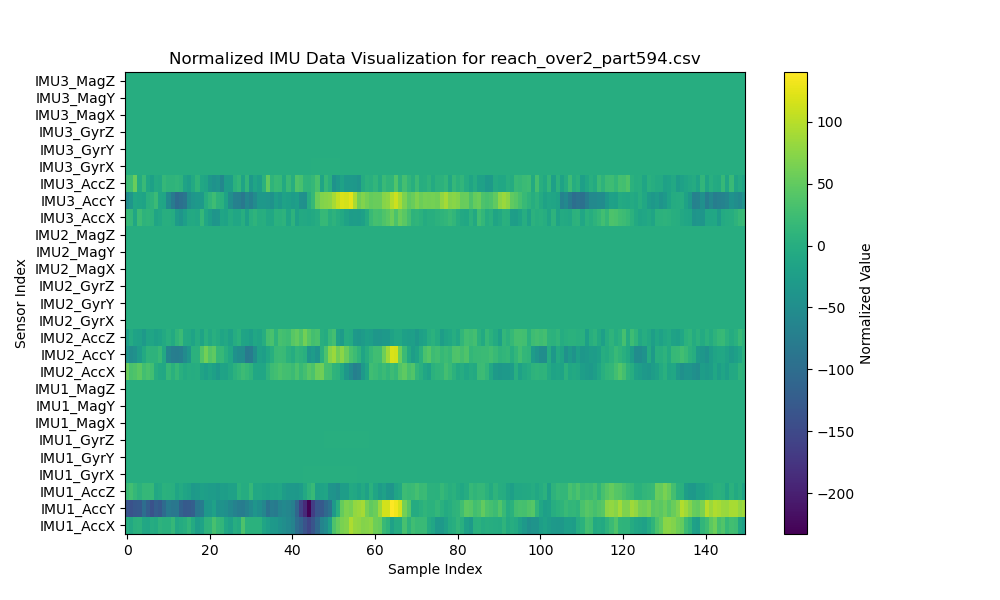 Normalized IMU Data Visualization for reach_over2_part594.csv
IMU3_MagZ
IMU3_MagY
IMU3_MagX
IMU3_GyrZ
IMU3_GyrY
IMU3_GyrX
IMU3_AccZ
IMU3_AccY
IMU3_AccX
IMU2_MagZ
IMU2_MagY
IMU2_MagX
IMU2_GyrZ
IMU2_GyrY
IMU2_GyrX
IMU2_AccZ
IMU2_AccY
IMU2_AccX
IMU1_MagZ
IMU1_MagY
IMU1_MagX
IMU1_GyrZ
IMU1_GyrY
IMU1_GyrX
IMU1_AccZ
IMU1_AccY
IMU1_AccX
Sensor Index
0 20 40 60 80 100 120 140
Sample Index
100
50
0
−50
−100
−150
−200
Normalized Value